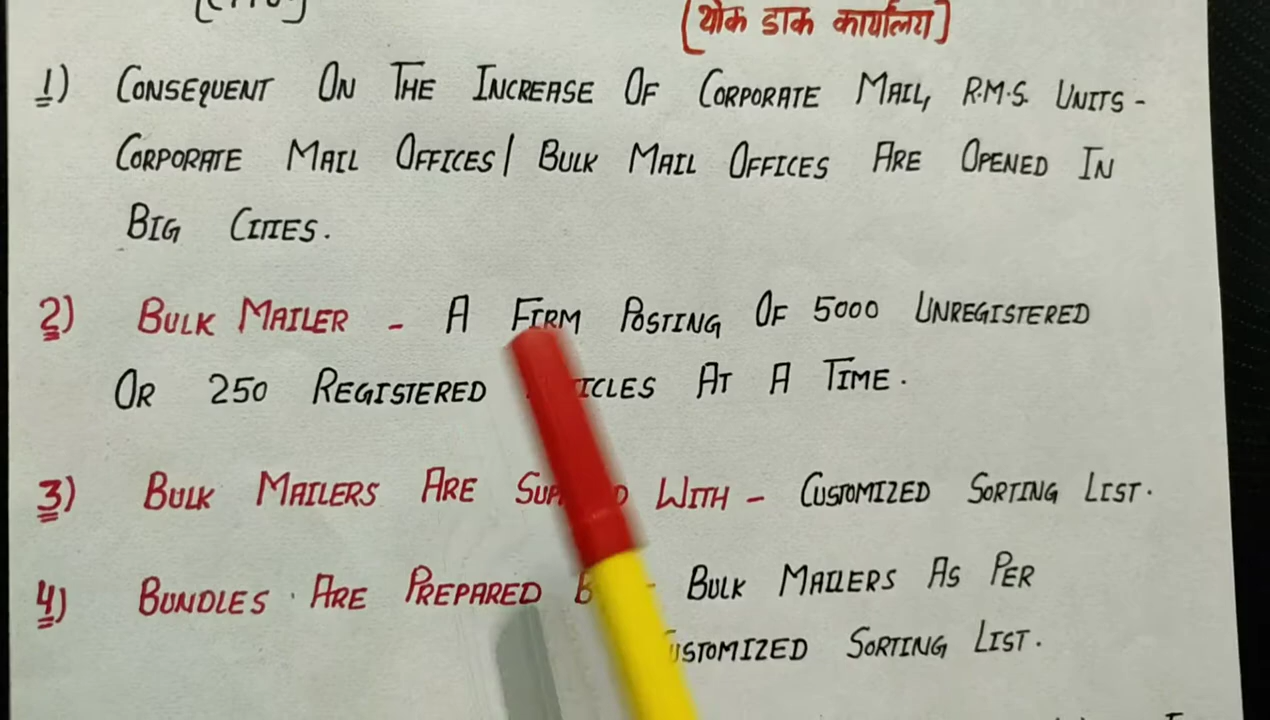 [थोक डाक कार्यालय]
1) CONSEQUENT ON THE INCREASE OF CORPORATE MAIL, R.M.S. UNITS -
CORPORATE MAIL OFFICES/ BULK MAIL OFFICES ARE OPENED IN
BIG CITIES.
2) BULK MAILER - A FIRM POSTING OF 5000 UNREGISTERED
OR 250 REGISTERED AT A TIME.
3) BULK MAILERS ARE WITH - CUSTOMIZED SORTING LIST.
4) BUNDLES ARE PREPARED - BULK MAILERS AS PER
SORTING LIST.